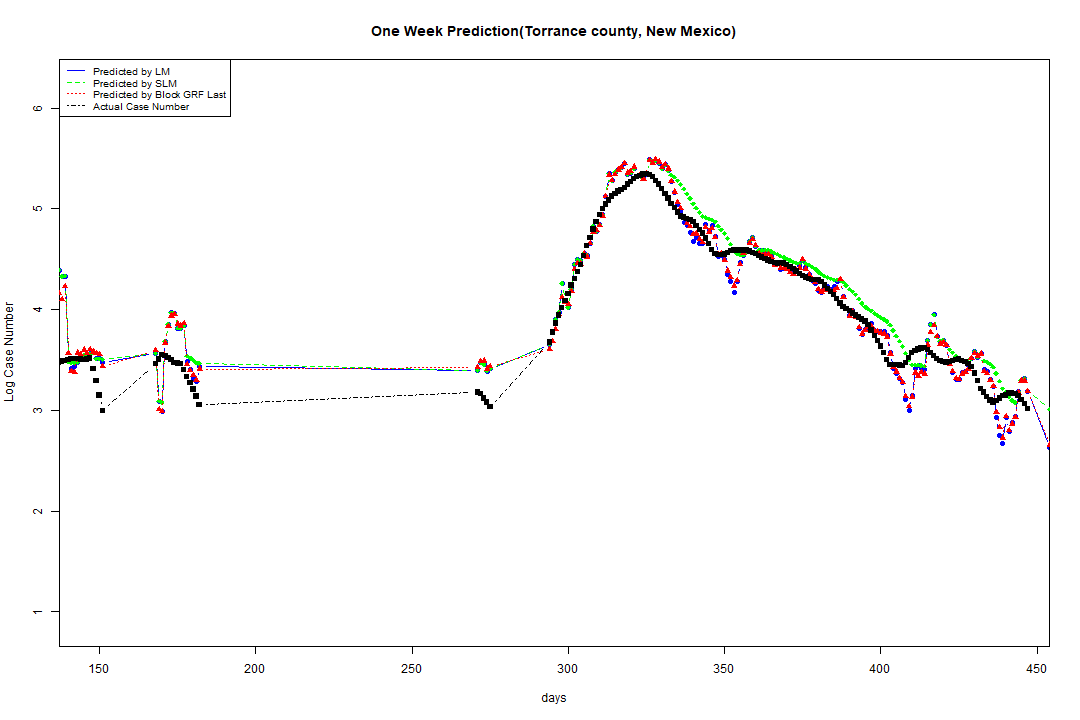 One Week Prediction(Torrance county, New Mexico)
Predicted by LM
Predicted by SLM
Predicted by Block GRF Last
Actual Case Number
Log Case Number
6
5
4
3
2
1
150 200 250 300 350 400 450
days